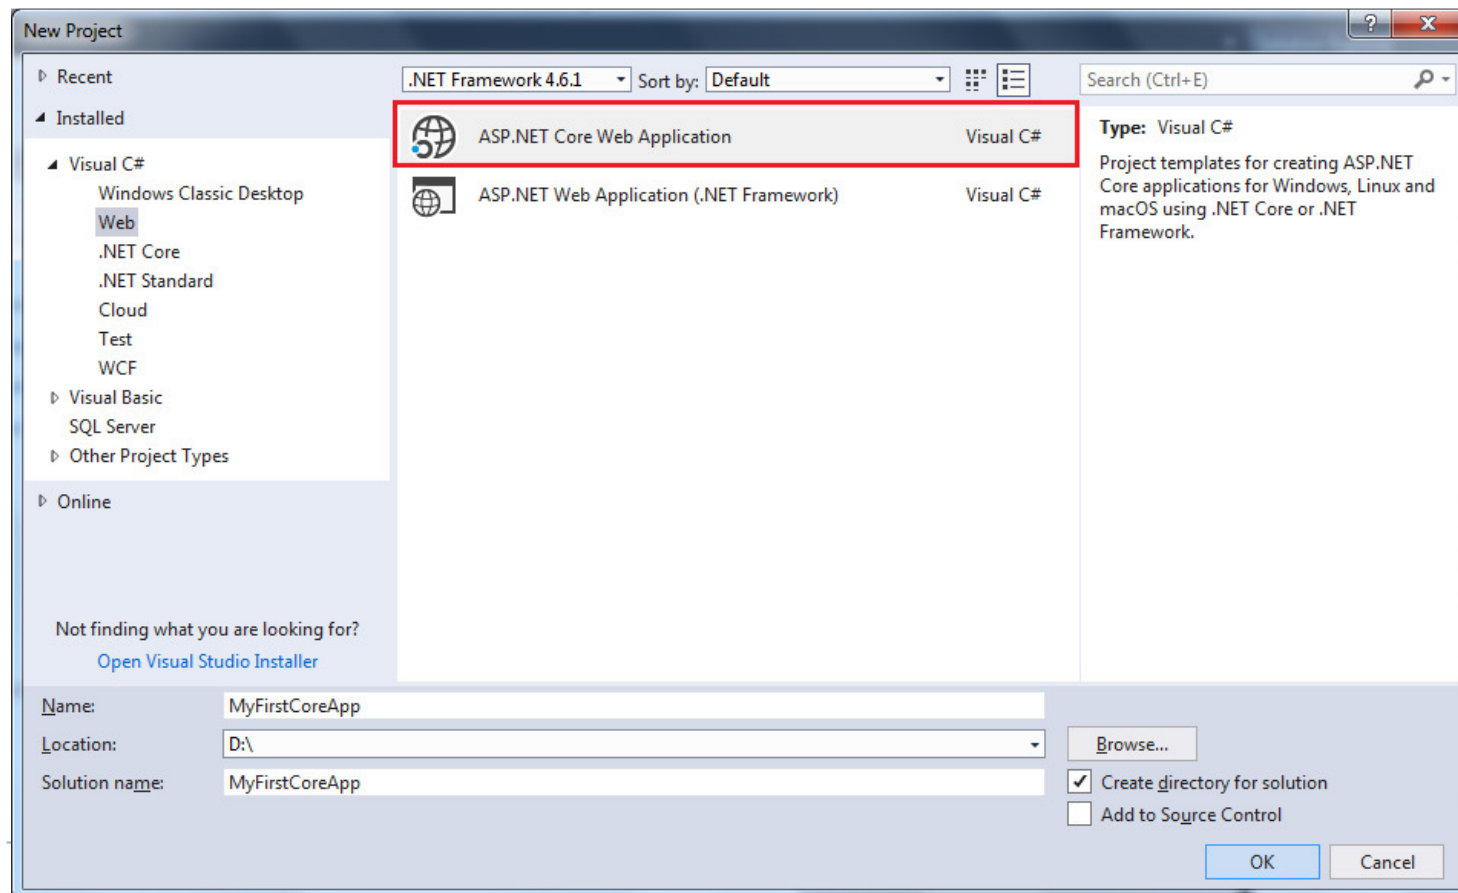 New Project
Recent
Installed
Visual C#
Windows Classic Desktop
Web
.NET Core
.NET Standard
Cloud
Test
WCF
Visual Basic
SQL Server
Other Project Types
Online
Not finding what you are looking for?
Open Visual Studio Installer
.NET Framework 4.6.1 Sort by: Default
ASP.NET Core Web Application Visual C#
ASP.NET Web Application (.NET Framework) Visual C#
Search (Ctrl+E)
Type: Visual C#
Project templates for creating ASP.NET
Core applications for Windows, Linux and
macOS using .NET Core or .NET
Framework.
Name: MyFirstCoreApp
Location: D:\ Browse...
Solution name: MyFirstCoreApp
Create directory for solution
Add to Source Control
OK Cancel